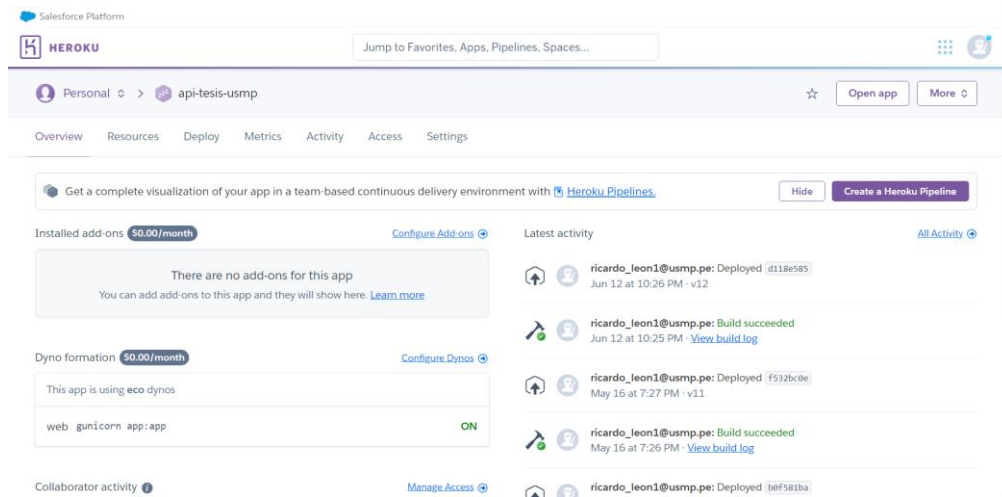 Salesforce Platform
HEROKU
Jump to Favorites, Apps, Pipelines, Spaces...
Personal > api-tesis-usmp
Open app
More
Overview Resources Deploy Metrics Activity Access Settings
Get a complete visualization of your app in a team-based continuous delivery environment with Heroku Pipelines.
Hide
Create a Heroku Pipeline
Installed add-ons $0.00/month
Configure Add-ons
There are no add-ons for this app
You can add add-ons to this app and they will show here. Learn more
Dyno formation $0.00/month
Configure Dynos
This app is using eco dynos
web gunicorn app:app ON
Collaborator activity
Manage Access
Latest activity
All Activity
ricardo_leon1@usmp.pe: Deployed d118e585
Jun 12 at 10:26 PM · v12
ricardo_leon1@usmp.pe: Build succeeded
Jun 12 at 10:25 PM · View build log
ricardo_leon1@usmp.pe: Deployed f532bc0e
May 16 at 7:27 PM · v11
ricardo_leon1@usmp.pe: Build succeeded
May 16 at 7:26 PM · View build log
ricardo_leon1@usmp.pe: Deployed b0f581ba